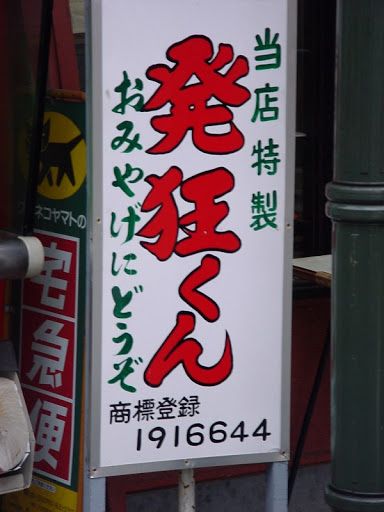 当店特製
発狂くん
おみやげにどうぞ
商標登録
1916644
ネコヤマトの
宅急便